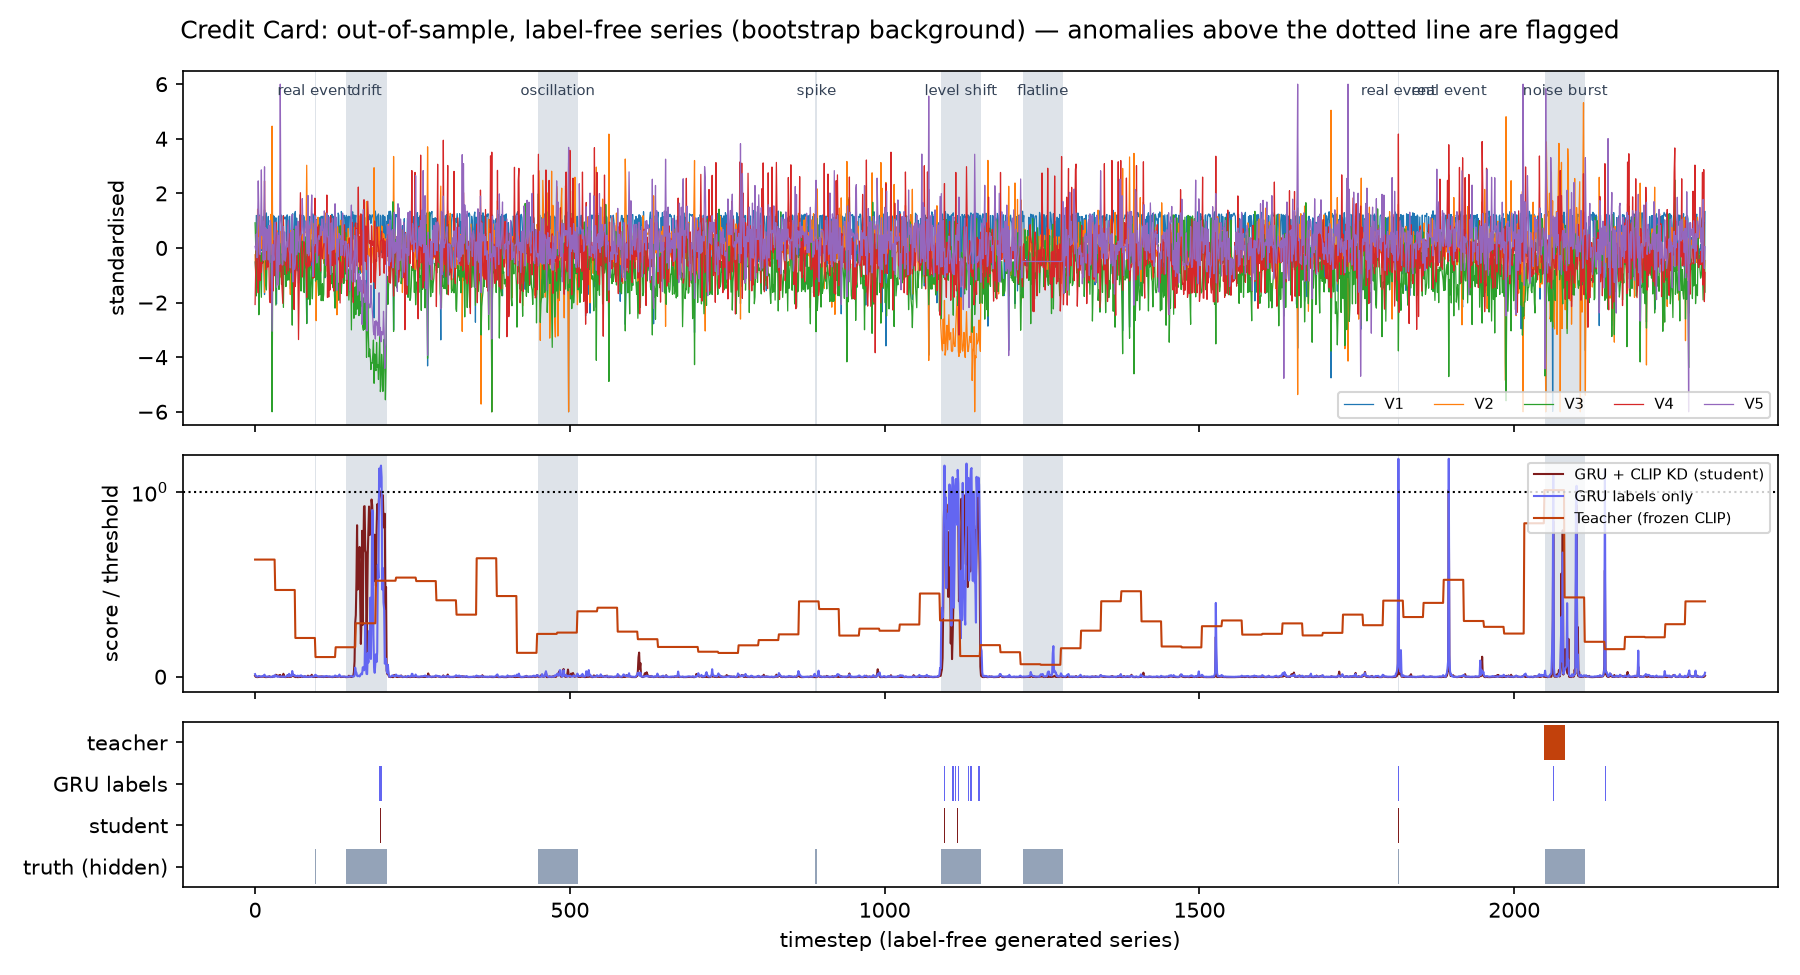 Credit Card: out-of-sample, label-free series (bootstrap background) — anomalies above the dotted line are flagged
6
4
2
0
−2
−4
−6
standardised
real event
drift
oscillation
spike
level shift
flatline
real event
real event
noise burst
V1
V2
V3
V4
V5
10⁰
0
score / threshold
GRU + CLIP KD (student)
GRU labels only
Teacher (frozen CLIP)
teacher
GRU labels
student
truth (hidden)
0
500
1000
1500
2000
timestep (label-free generated series)